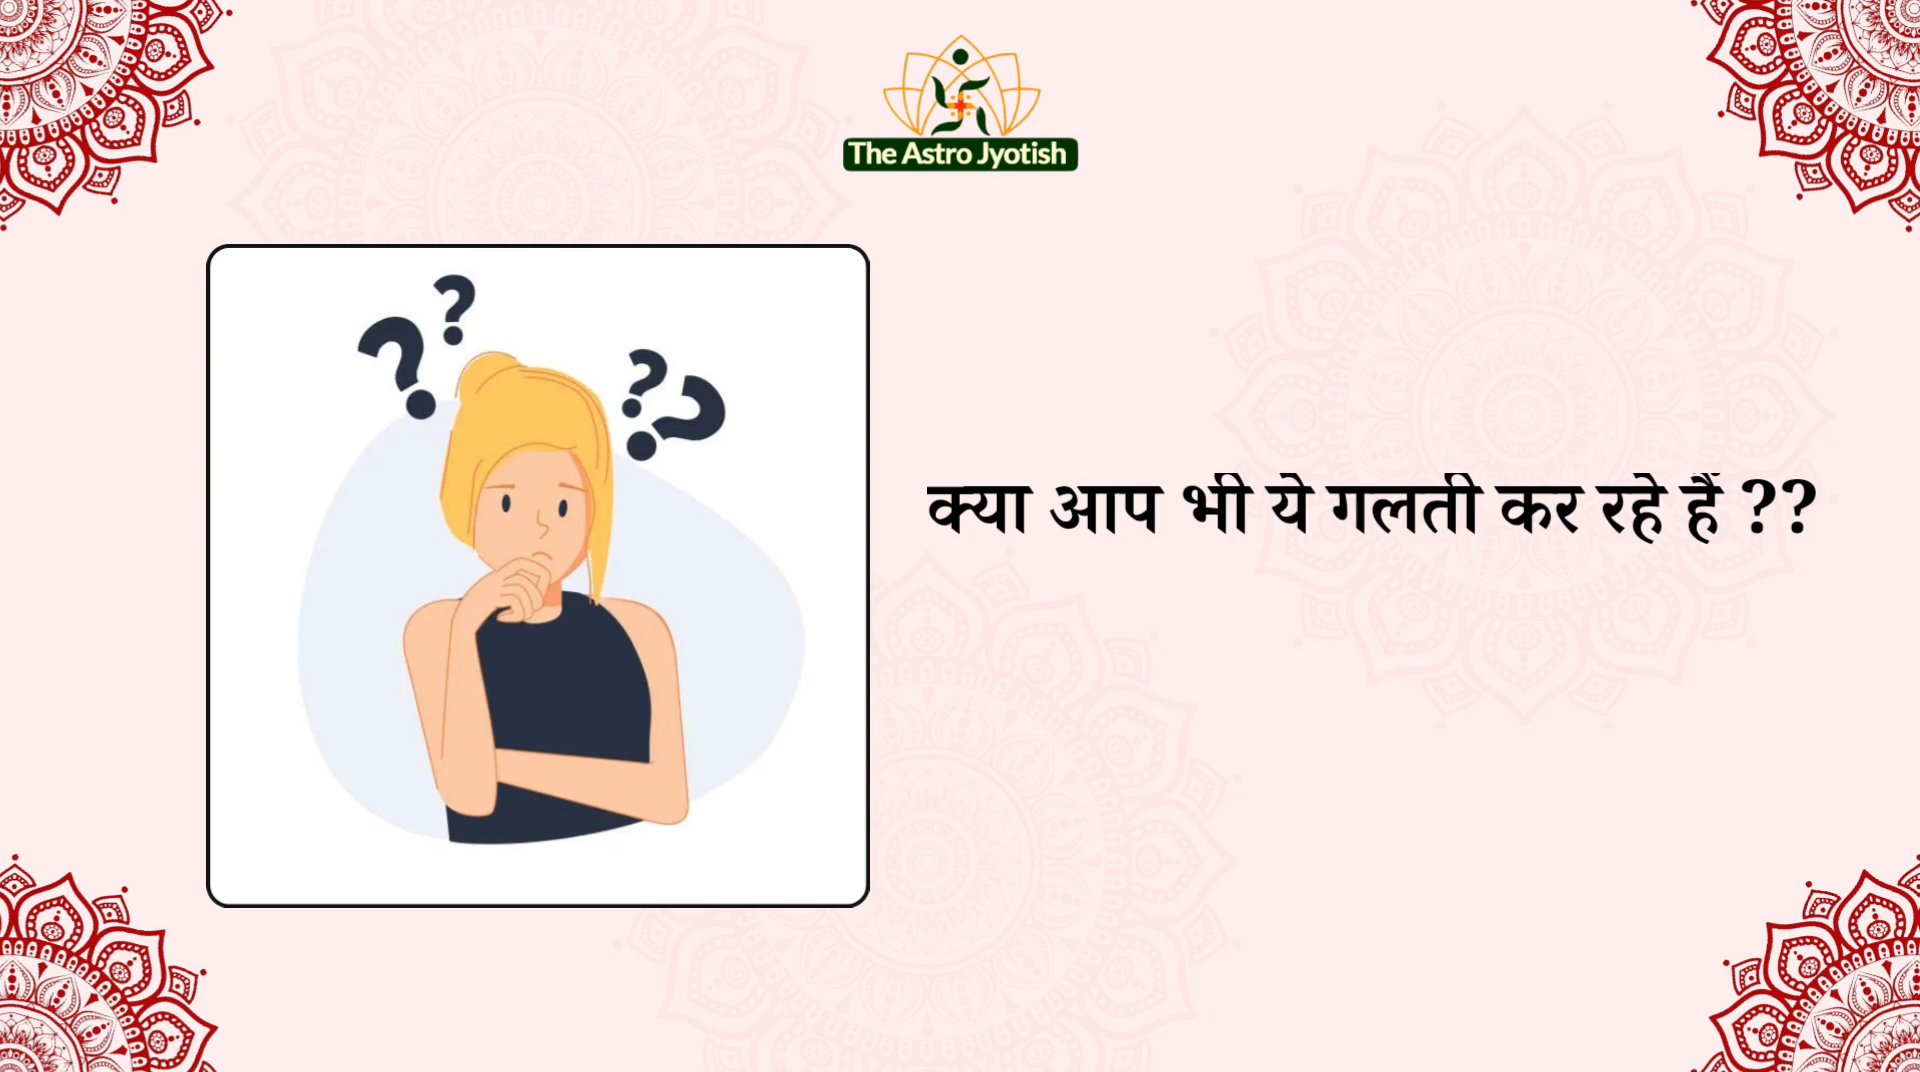 The Astro Jyotish
? ? ? ?
क्या आप भी ये गलती कर रहे हैं ??